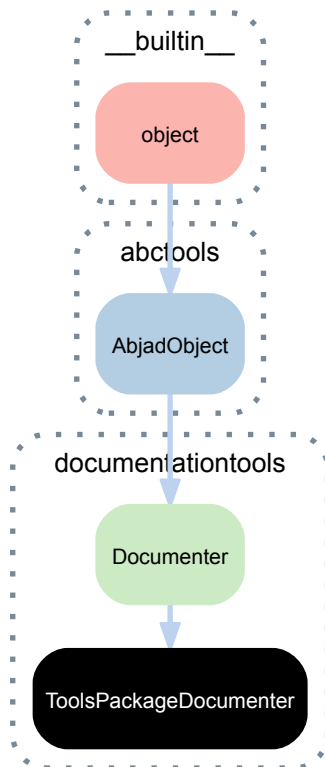 __builtin__
object
abctools
AbjadObject
documentationtools
Documenter
ToolsPackageDocumenter